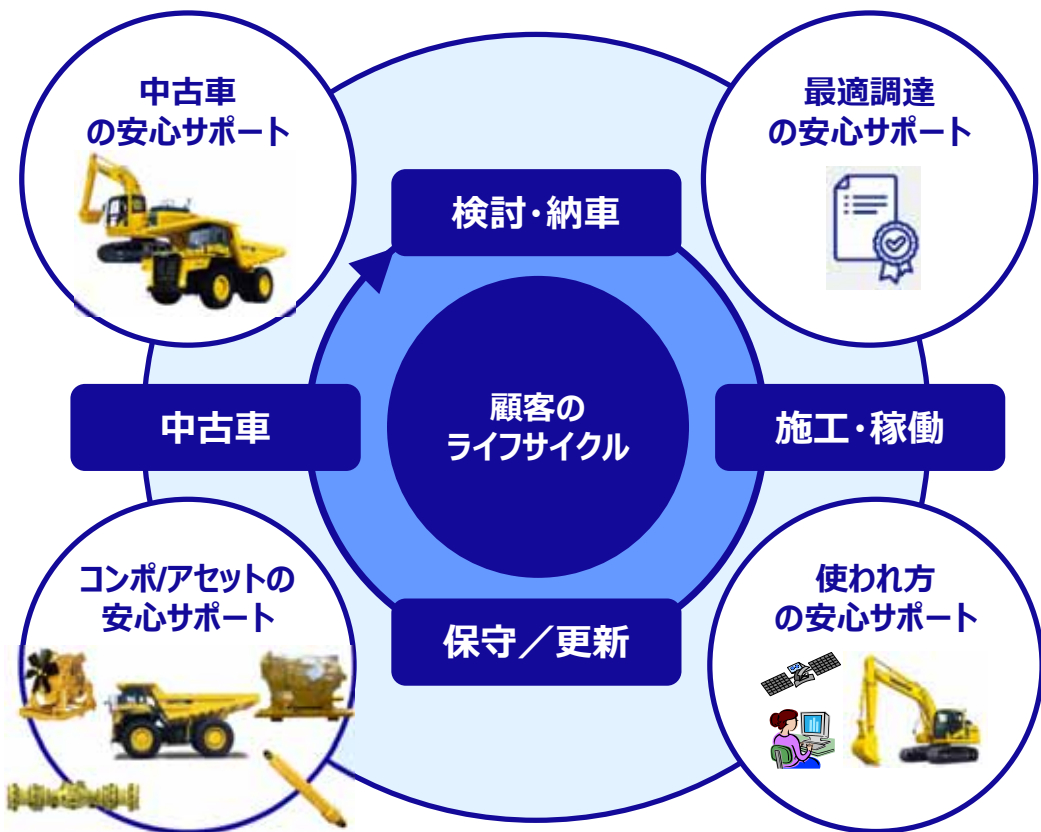 中古車
の安心サポート
最適調達
の安心サポート
検討・納車
中古車
顧客の
ライフサイクル
施工・稼働
コンポ/アセットの
安心サポート
保守／更新
使われ方
の安心サポート